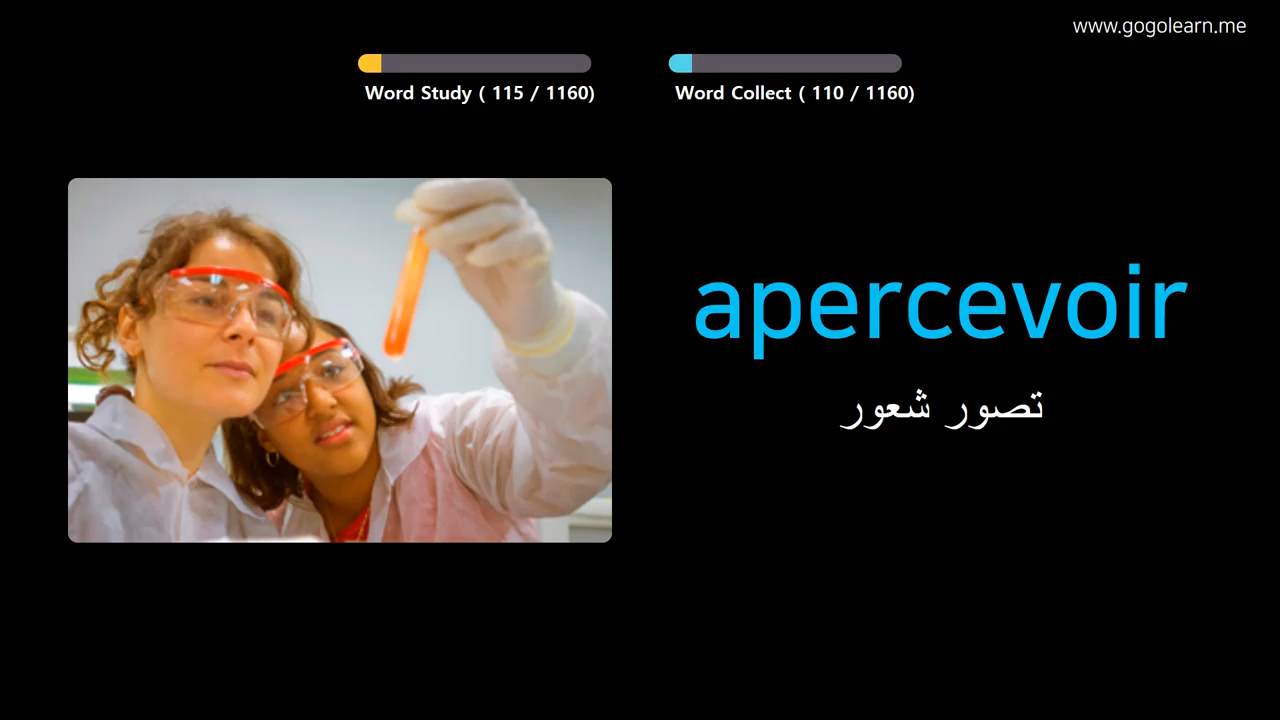 www.gogolearn.me
Word Study ( 115 / 1160)
Word Collect ( 110 / 1160)
apercevoir
تصور شعور